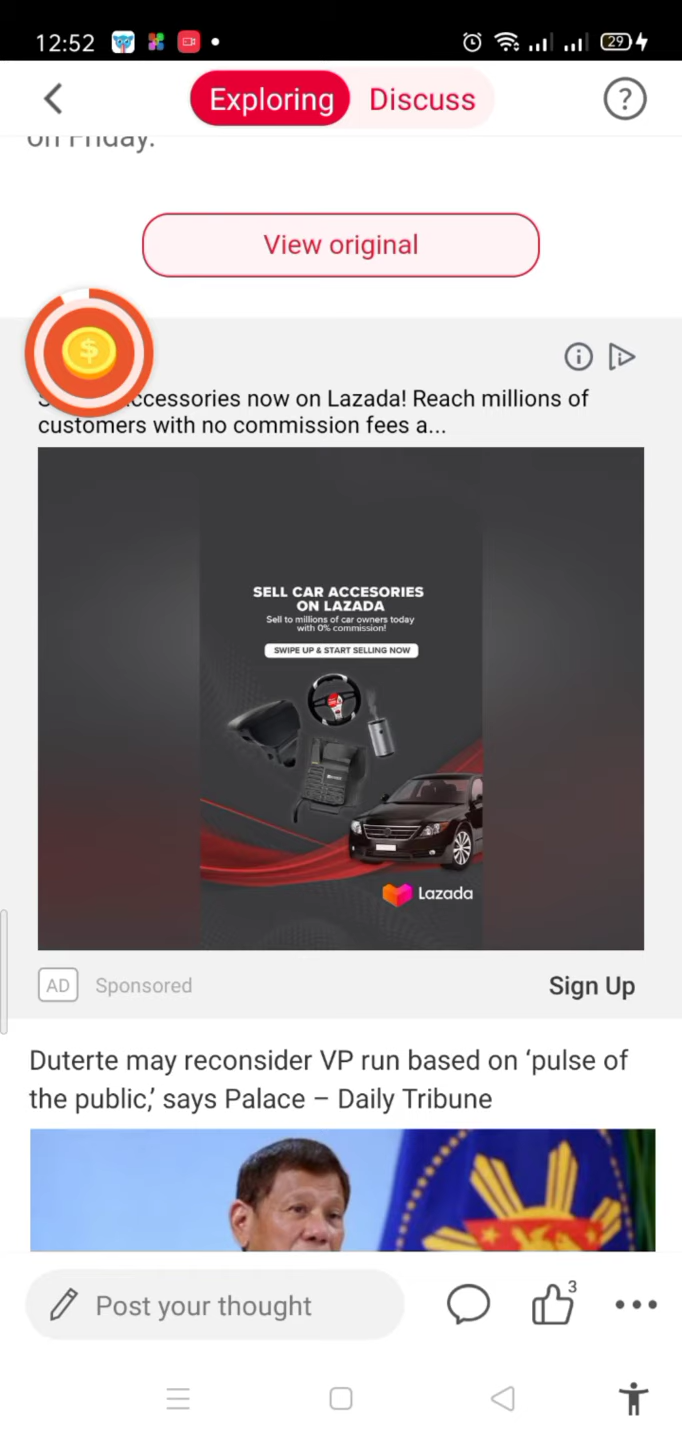 12:52
29
Exploring
Discuss
?
on Friday.
View original
ccessories now on Lazada! Reach millions of
customers with no commission fees a...
SELL CAR ACCESORIES
ON LAZADA
Sell to millions of car owners today
with 0% commission!
SWIPE UP & START SELLING NOW
Lazada
AD
Sponsored
Sign Up
Duterte may reconsider VP run based on ‘pulse of
the public,’ says Palace – Daily Tribune
Post your thought
3